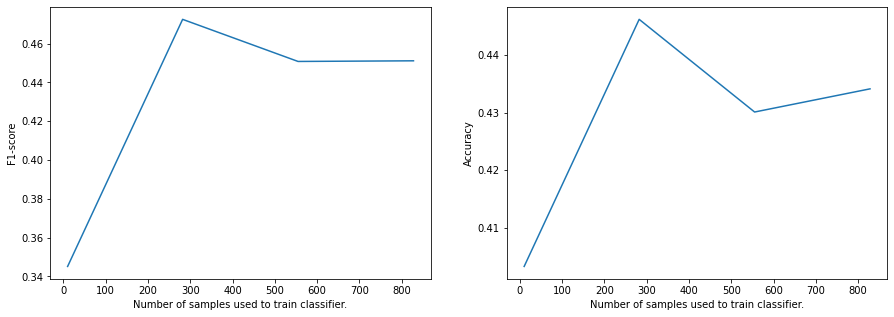 0.46
0.44
0.42
0.40
0.38
0.36
0.34
F1-score
0 100 200 300 400 500 600 700 800
Number of samples used to train classifier.
0.44
0.43
0.42
0.41
Accuracy
0 100 200 300 400 500 600 700 800
Number of samples used to train classifier.